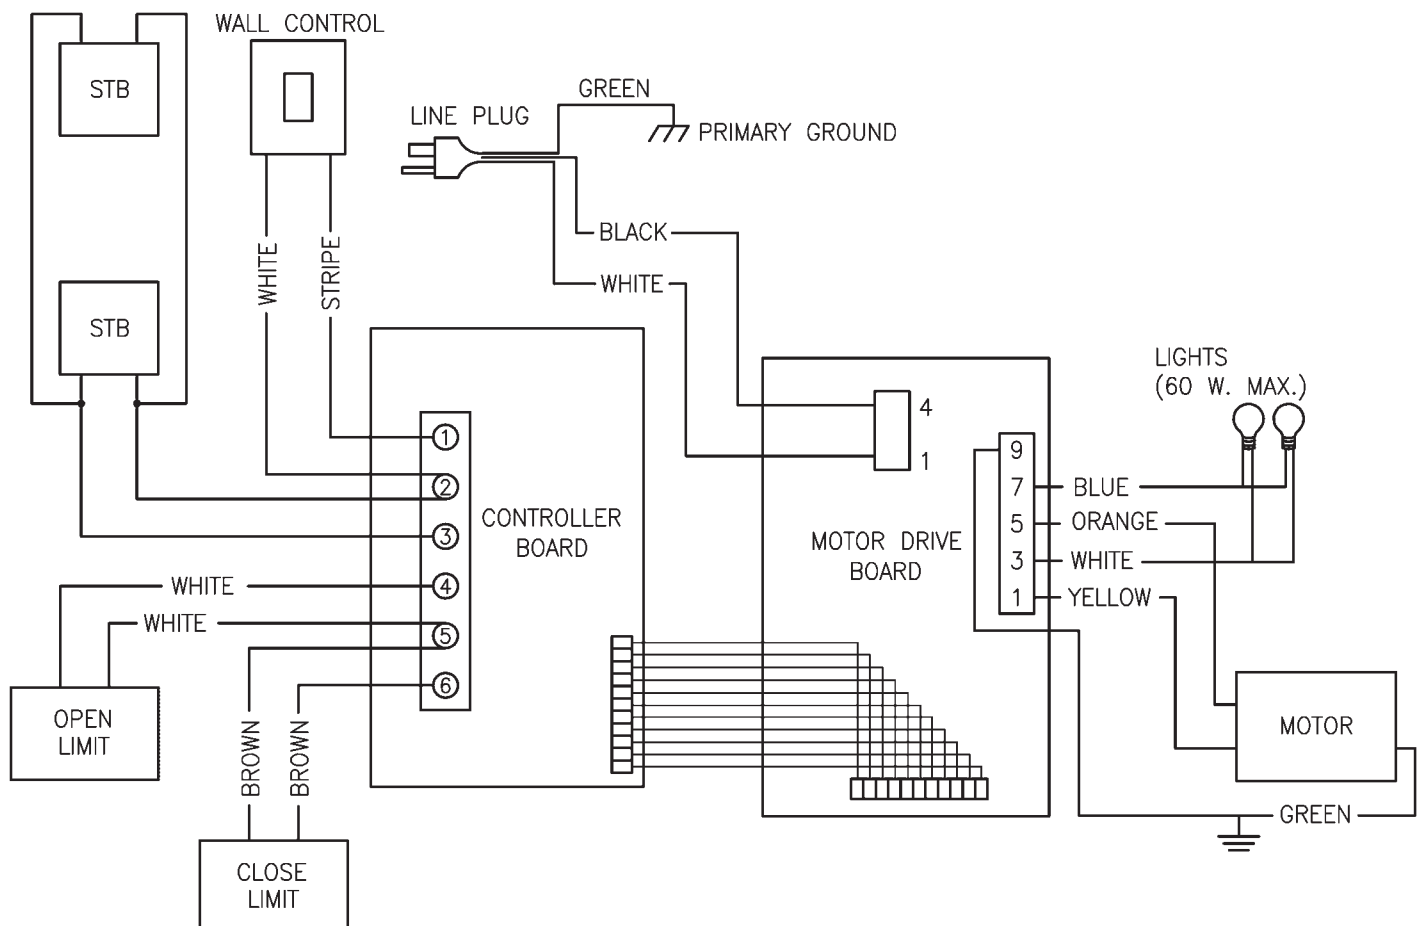 WALL CONTROL
STB
GREEN
LINE PLUG
PRIMARY GROUND
BLACK
WHITE
STRIPE
WHITE
STB
LIGHTS
(60 W. MAX.)
4
1
1
2
3
4
5
6
CONTROLLER
BOARD
9
7
5
3
1
BLUE
ORANGE
WHITE
YELLOW
MOTOR DRIVE
BOARD
WHITE
WHITE
OPEN
LIMIT
BROWN
BROWN
MOTOR
GREEN
CLOSE
LIMIT